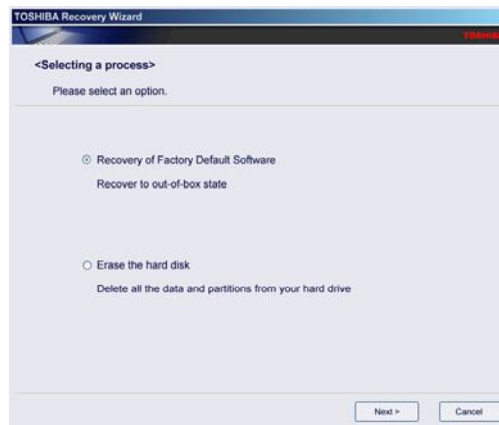 TOSHIBA Recovery Wizard
TOSHIBA
<Selecting a process>
Please select an option.
Recovery of Factory Default Software
Recover to out-of-box state
Erase the hard disk
Delete all the data and partitions from your hard drive
Next >
Cancel